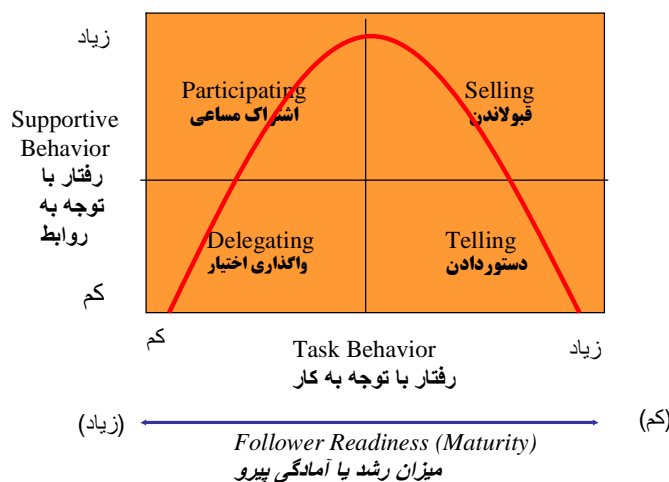 زیاد
Participating
اشتراک مساعی
Selling
قبولاندن
Supportive
Behavior
رفتار با
توجه به
روابط
Delegating
واگذاری اختیار
Telling
دستوردادن
کم
کم
زیاد
Task Behavior
رفتار با توجه به کار
(زیاد)
(کم)
Follower Readiness (Maturity)
میزان رشد یا آمادگی پیرو